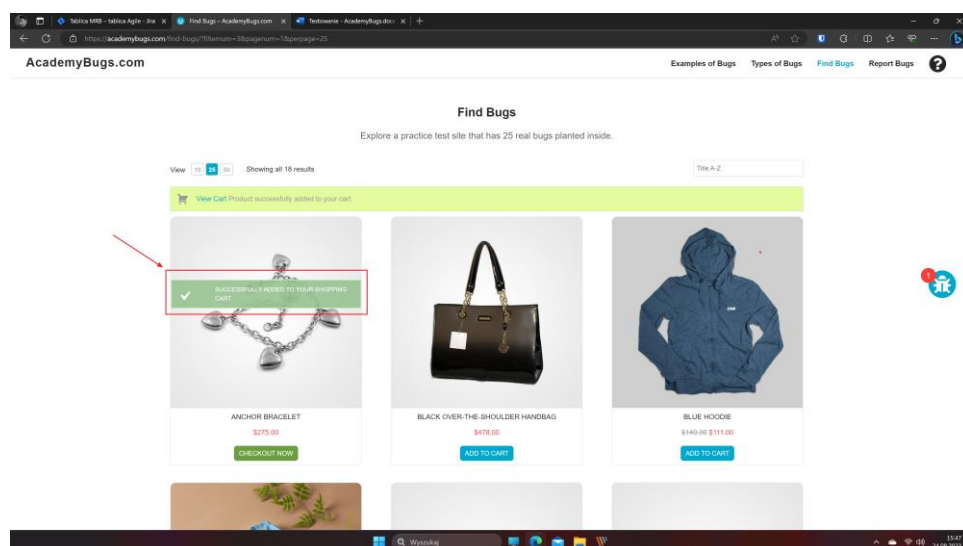 Tablica MRB – tablica Agile - Jira
Find Bugs – AcademyBugs.com
Testowanie - AcademyBugs.docx
https://academybugs.com/find-bugs/?filternum=3&pagenum=1&perpage=25
AcademyBugs.com
Examples of Bugs Types of Bugs Find Bugs Report Bugs ?
Find Bugs
Explore a practice test site that has 25 real bugs planted inside.
View 10 25 50 Showing all 18 results
Title A-Z
View Cart Product successfully added to your cart.
SUCCESSFULLY ADDED TO YOUR SHOPPING
CART
1
ANCHOR BRACELET
$275.00
CHECKOUT NOW
BLACK OVER-THE-SHOULDER HANDBAG
$478.00
ADD TO CART
BLUE HOODIE
$140.00 $111.00
ADD TO CART
Wyszukaj
15:47